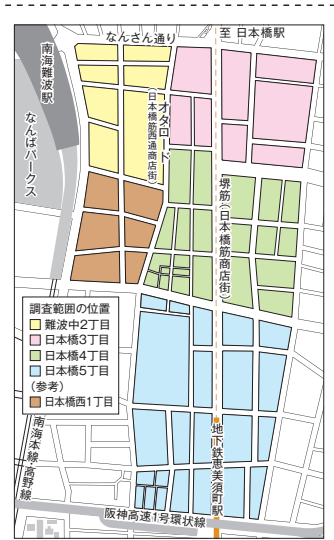 至 日本橋駅
なんさん通り
南海難波駅
なんばパークス
オタロード
(日本橋筋西通商店街)
堺筋(日本橋筋商店街)
調査範囲の位置
難波中2丁目
日本橋3丁目
日本橋4丁目
日本橋5丁目
(参考)
日本橋西1丁目
南海本線・高野線
地下鉄恵美須町駅
阪神高速1号環状線